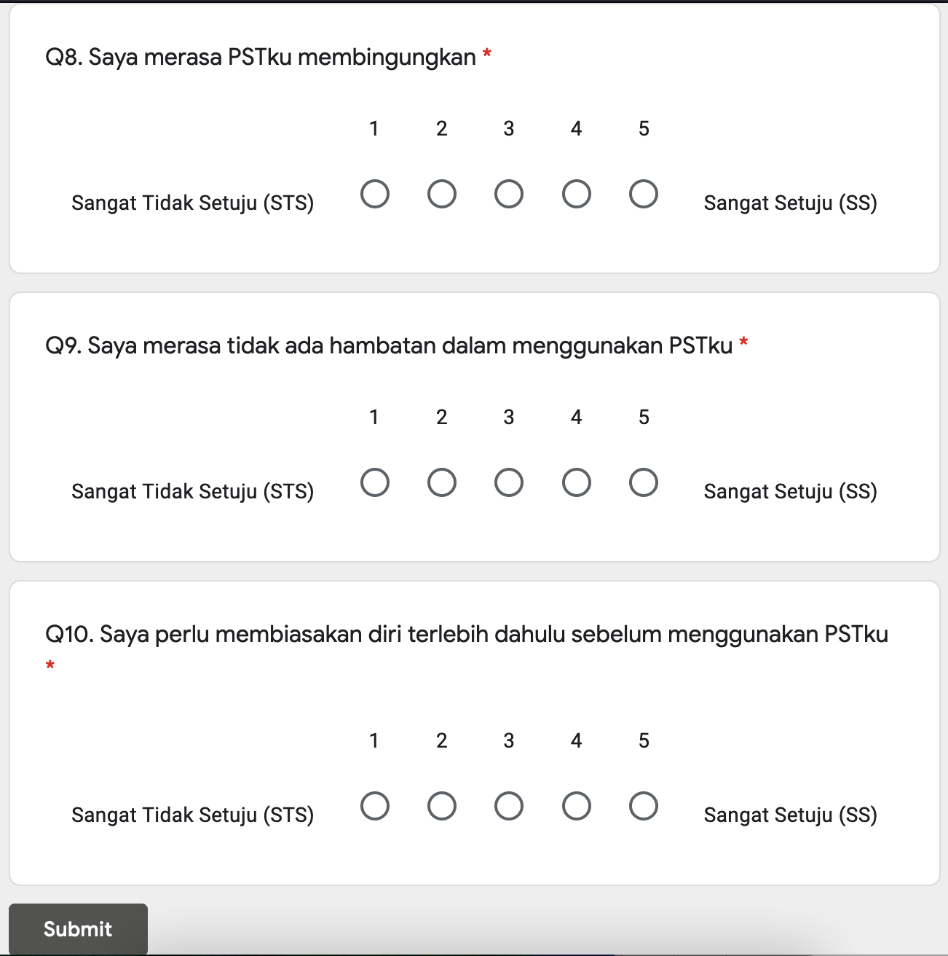 Q8. Saya merasa PSTku membingungkan *
1 2 3 4 5
Sangat Tidak Setuju (STS) Sangat Setuju (SS)
Q9. Saya merasa tidak ada hambatan dalam menggunakan PSTku *
1 2 3 4 5
Sangat Tidak Setuju (STS) Sangat Setuju (SS)
Q10. Saya perlu membiasakan diri terlebih dahulu sebelum menggunakan PSTku
*
1 2 3 4 5
Sangat Tidak Setuju (STS) Sangat Setuju (SS)
Submit